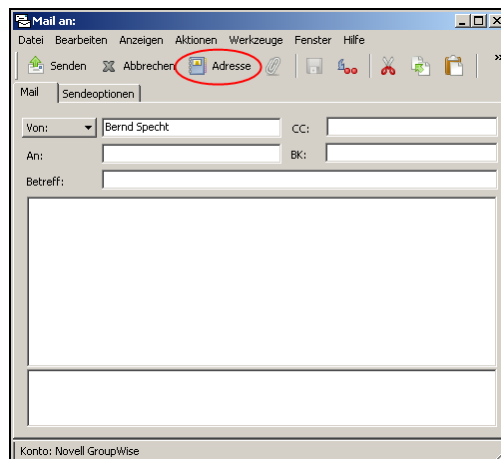 Mail an:
Datei Bearbeiten Anzeigen Aktionen Werkzeuge Fenster Hilfe
Senden Abbrechen Adresse »
Mail Sendeoptionen
Von: Bernd Specht CC:
An: BK:
Betreff:
Konto: Novell GroupWise